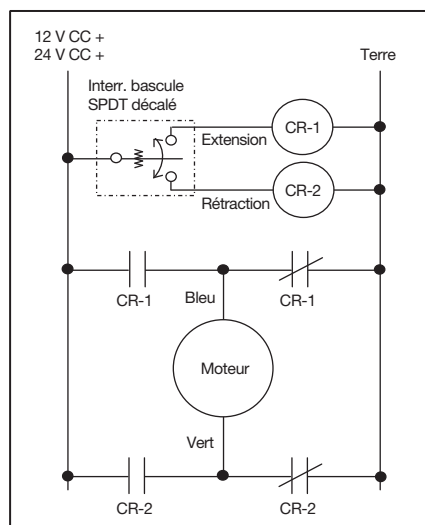 12 V CC +
24 V CC +
Terre
Interr. bascule
SPDT décalé
Extension
CR-1
Rétraction
CR-2
CR-1
Bleu
CR-1
Moteur
Vert
CR-2
CR-2